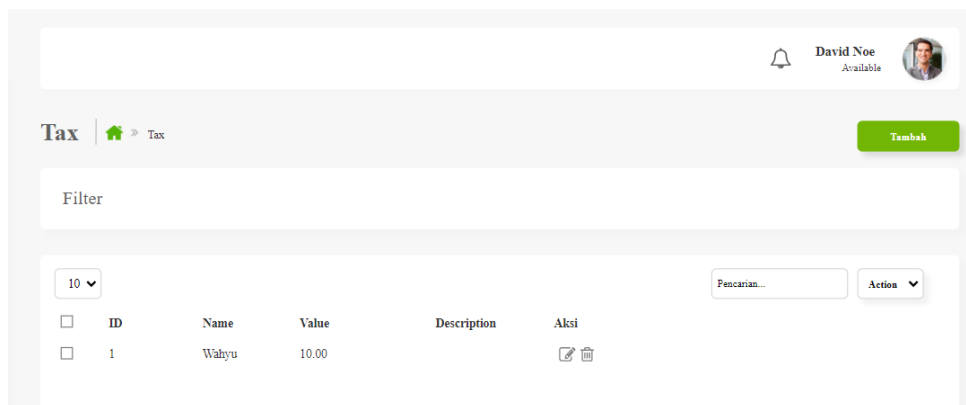 David Noe
Available
Tax » Tax
Tambah
Filter
10
Pencarian...
Action
ID Name Value Description Aksi
1 Wahyu 10.00